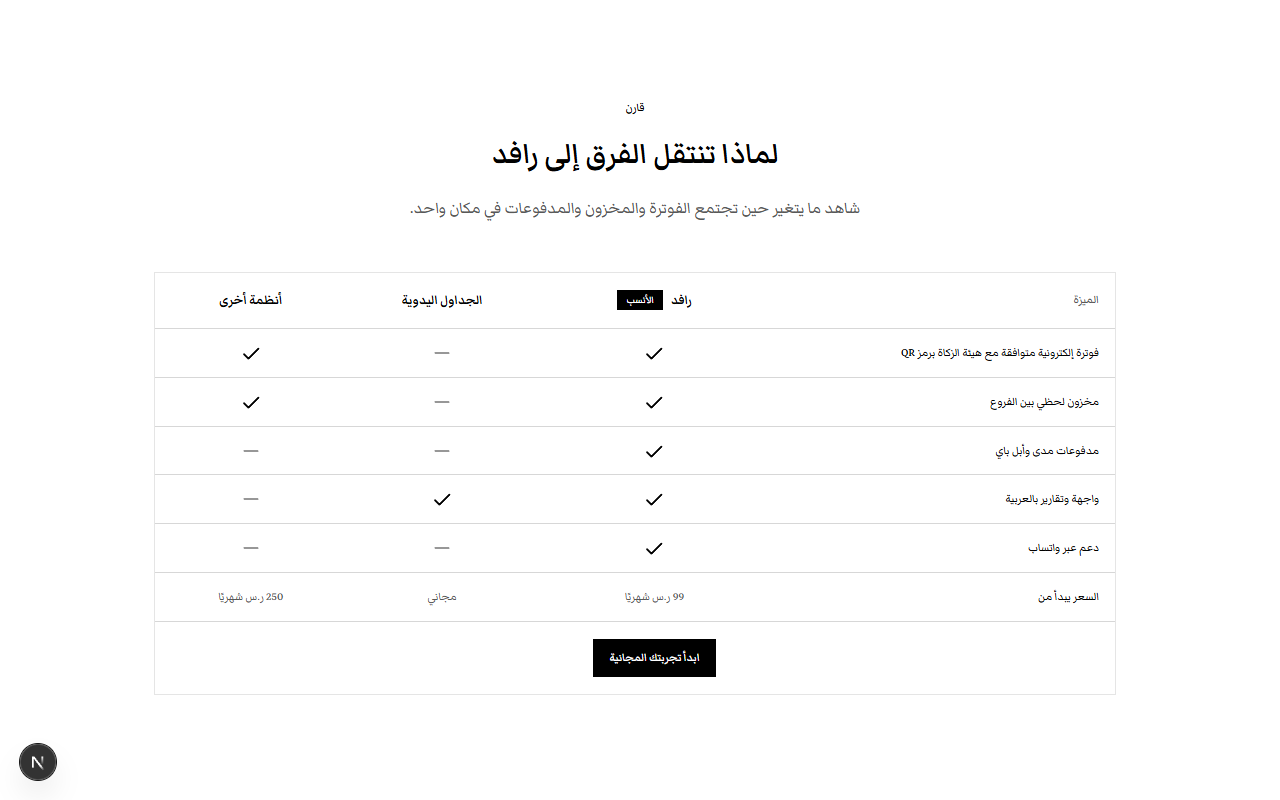 قارن
لماذا تنتقل الفرق إلى رافد
شاهد ما يتغير حين تجتمع الفوترة والمخزون والمدفوعات في مكان واحد.
الميزة رافد الأنسب الجداول اليدوية أنظمة أخرى
فوترة إلكترونية متوافقة مع هيئة الزكاة برمز QR
مخزون لحظي بين الفروع
مدفوعات مدى وأبل باي
واجهة وتقارير بالعربية
دعم عبر واتساب
السعر يبدأ من 99 ر.س شهريًا مجاني 250 ر.س شهريًا
ابدأ تجربتك المجانية
N